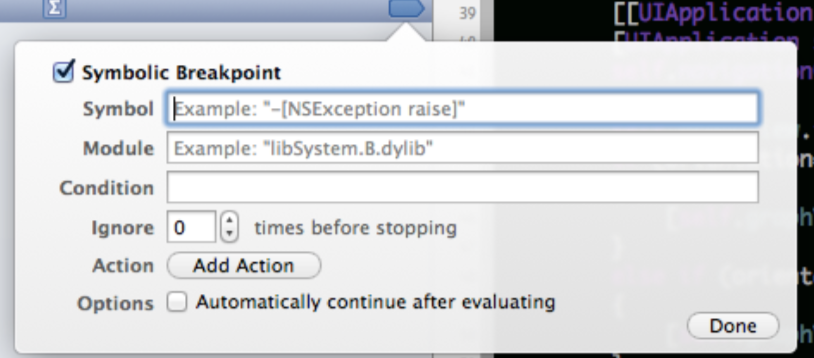 Σ
39
[[UIApplication
40
[UIApplication
Symbolic Breakpoint
Symbol Example: "-[NSException raise]"
Module Example: "libSystem.B.dylib"
Condition
Ignore 0 times before stopping
Action Add Action
Options Automatically continue after evaluating
Done